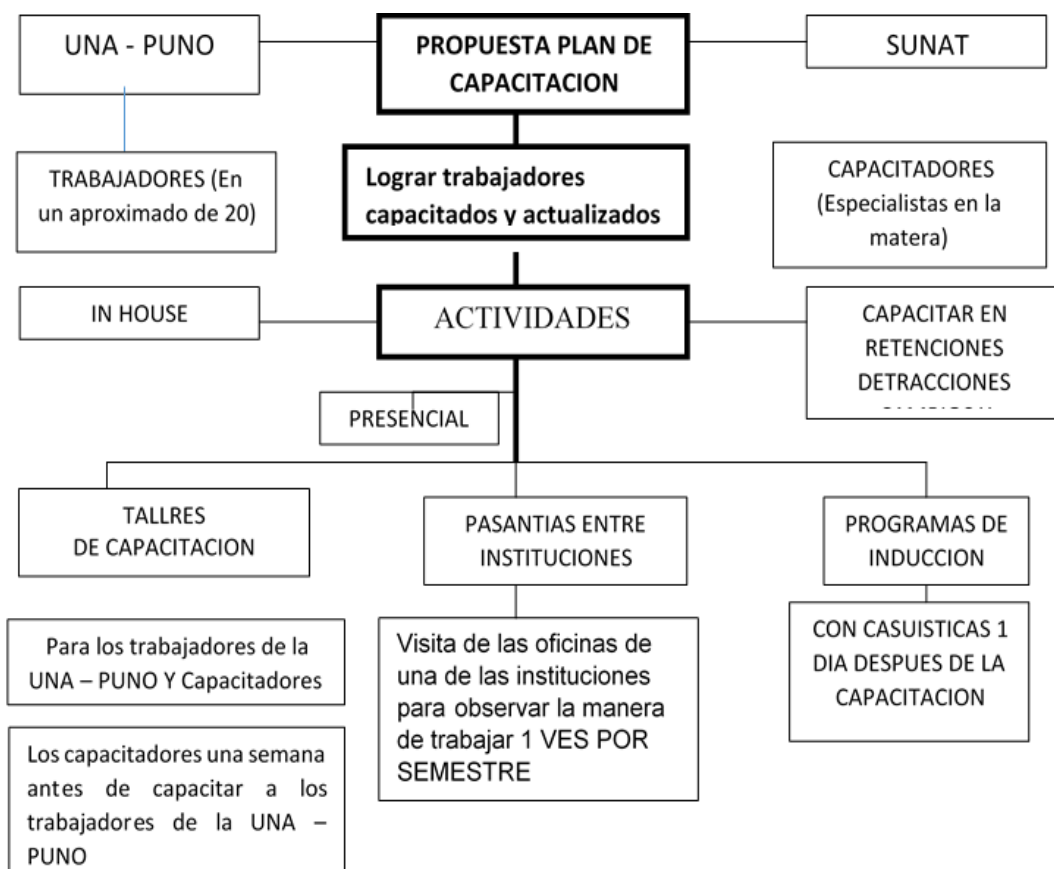 UNA - PUNO
PROPUESTA PLAN DE
CAPACITACION
SUNAT
TRABAJADORES (En
un aproximado de 20)
Lograr trabajadores
capacitados y actualizados
CAPACITADORES
(Especialistas en la
matera)
IN HOUSE
ACTIVIDADES
CAPACITAR EN
RETENCIONES
DETRACCIONES
PRESENCIAL
TALLRES
DE CAPACITACION
PASANTIAS ENTRE
INSTITUCIONES
PROGRAMAS DE
INDUCCION
Para los trabajadores de la
UNA – PUNO Y Capacitadores
Visita de las oficinas de
una de las instituciones
para observar la manera
de trabajar 1 VES POR
SEMESTRE
CON CASUISTICAS 1
DIA DESPUES DE LA
CAPACITACION
Los capacitadores una semana
antes de capacitar a los
trabajadores de la UNA –
PUNO